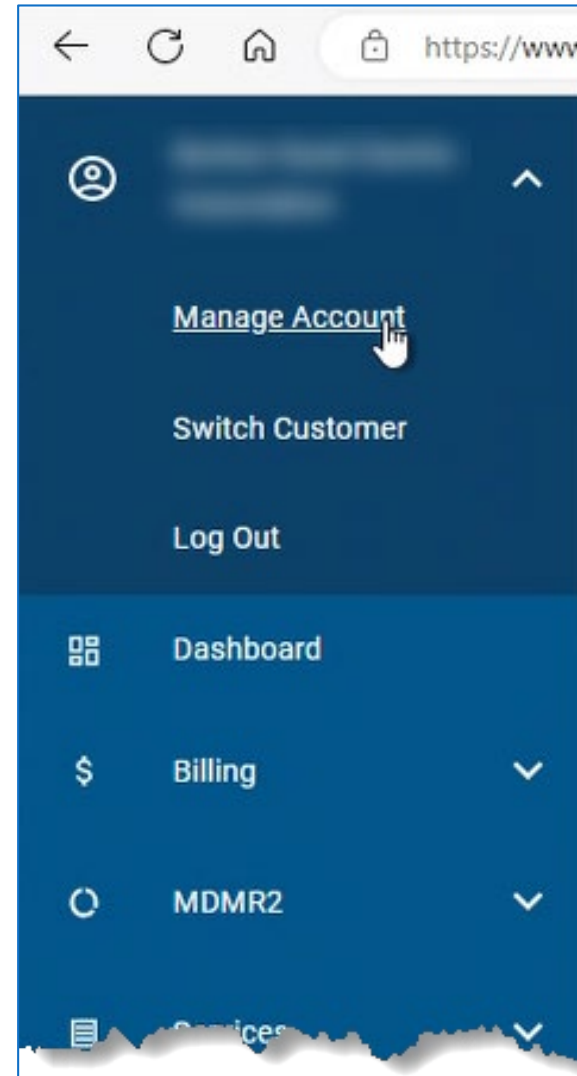 https://www
Manage Account
Switch Customer
Log Out
Dashboard
$ Billing
MDMR2